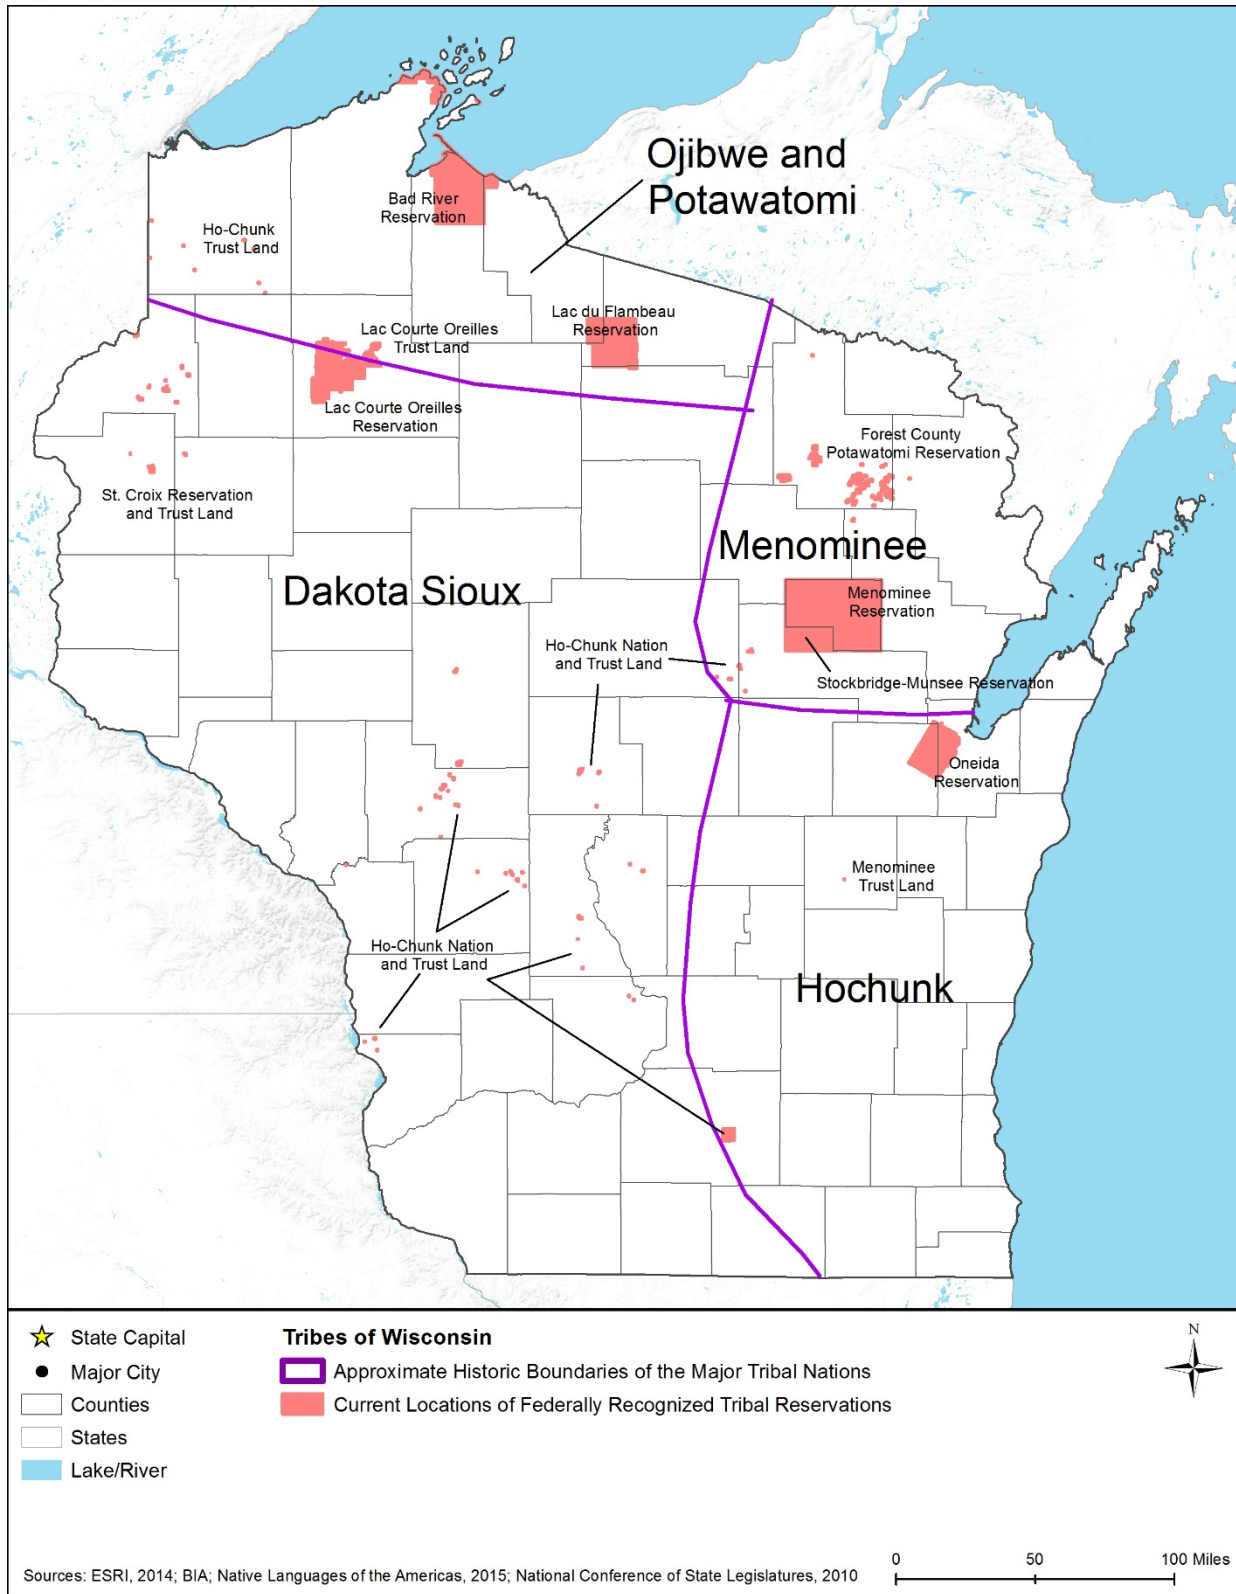 Ojibwe and
Potawatomi
Bad River
Reservation
Ho-Chunk
Trust Land
Lac du Flambeau
Reservation
Lac Courte Oreilles
Trust Land
Lac Courte Oreilles
Reservation
Forest County
Potawatomi Reservation
St. Croix Reservation
and Trust Land
Menominee
Dakota Sioux
Menominee
Reservation
Ho-Chunk Nation
and Trust Land
Stockbridge-Munsee Reservation
Oneida
Reservation
Menominee
Trust Land
Ho-Chunk Nation
and Trust Land
Hochunk
State Capital
Major City
Counties
States
Lake/River
Tribes of Wisconsin
Approximate Historic Boundaries of the Major Tribal Nations
Current Locations of Federally Recognized Tribal Reservations
N
Sources: ESRI, 2014; BIA; Native Languages of the Americas, 2015; National Conference of State Legislatures, 2010
0 50 100 Miles